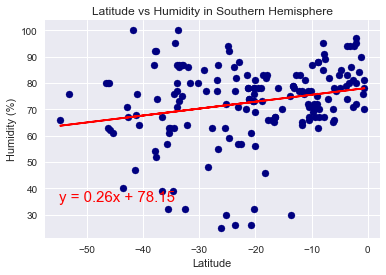 Latitude vs Humidity in Southern Hemisphere
100
90
80
70
60
50
40
30
Humidity (%)
y = 0.26x + 78.15
−50 −40 −30 −20 −10 0
Latitude